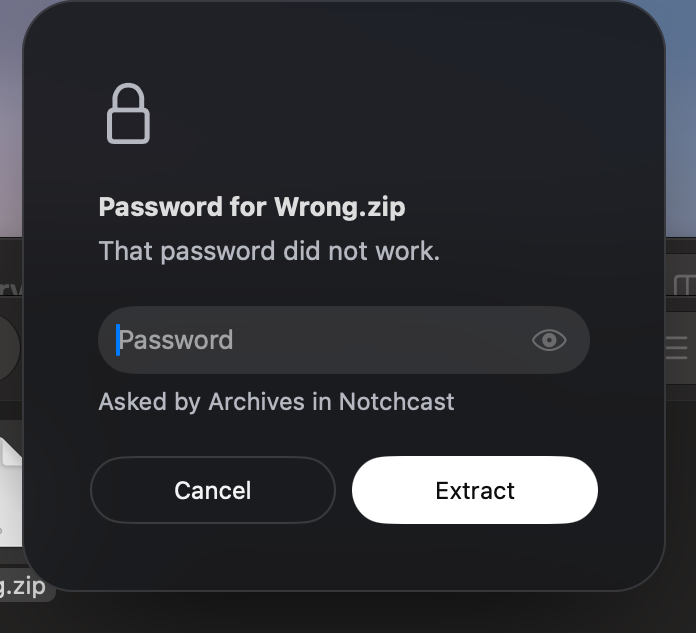 Password for Wrong.zip
That password did not work.
Password
Asked by Archives in Notchcast
Cancel
Extract
g.zip